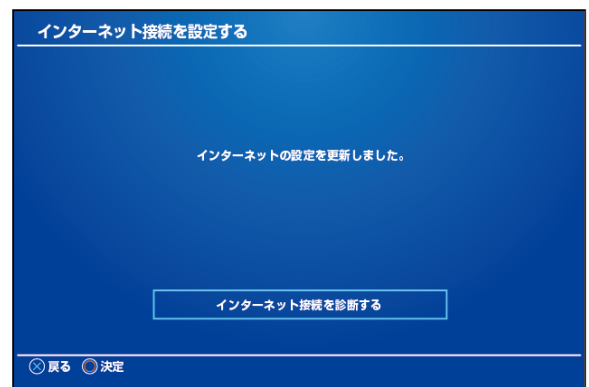 インターネット接続を設定する
インターネットの設定を更新しました。
インターネット接続を診断する
戻る 決定